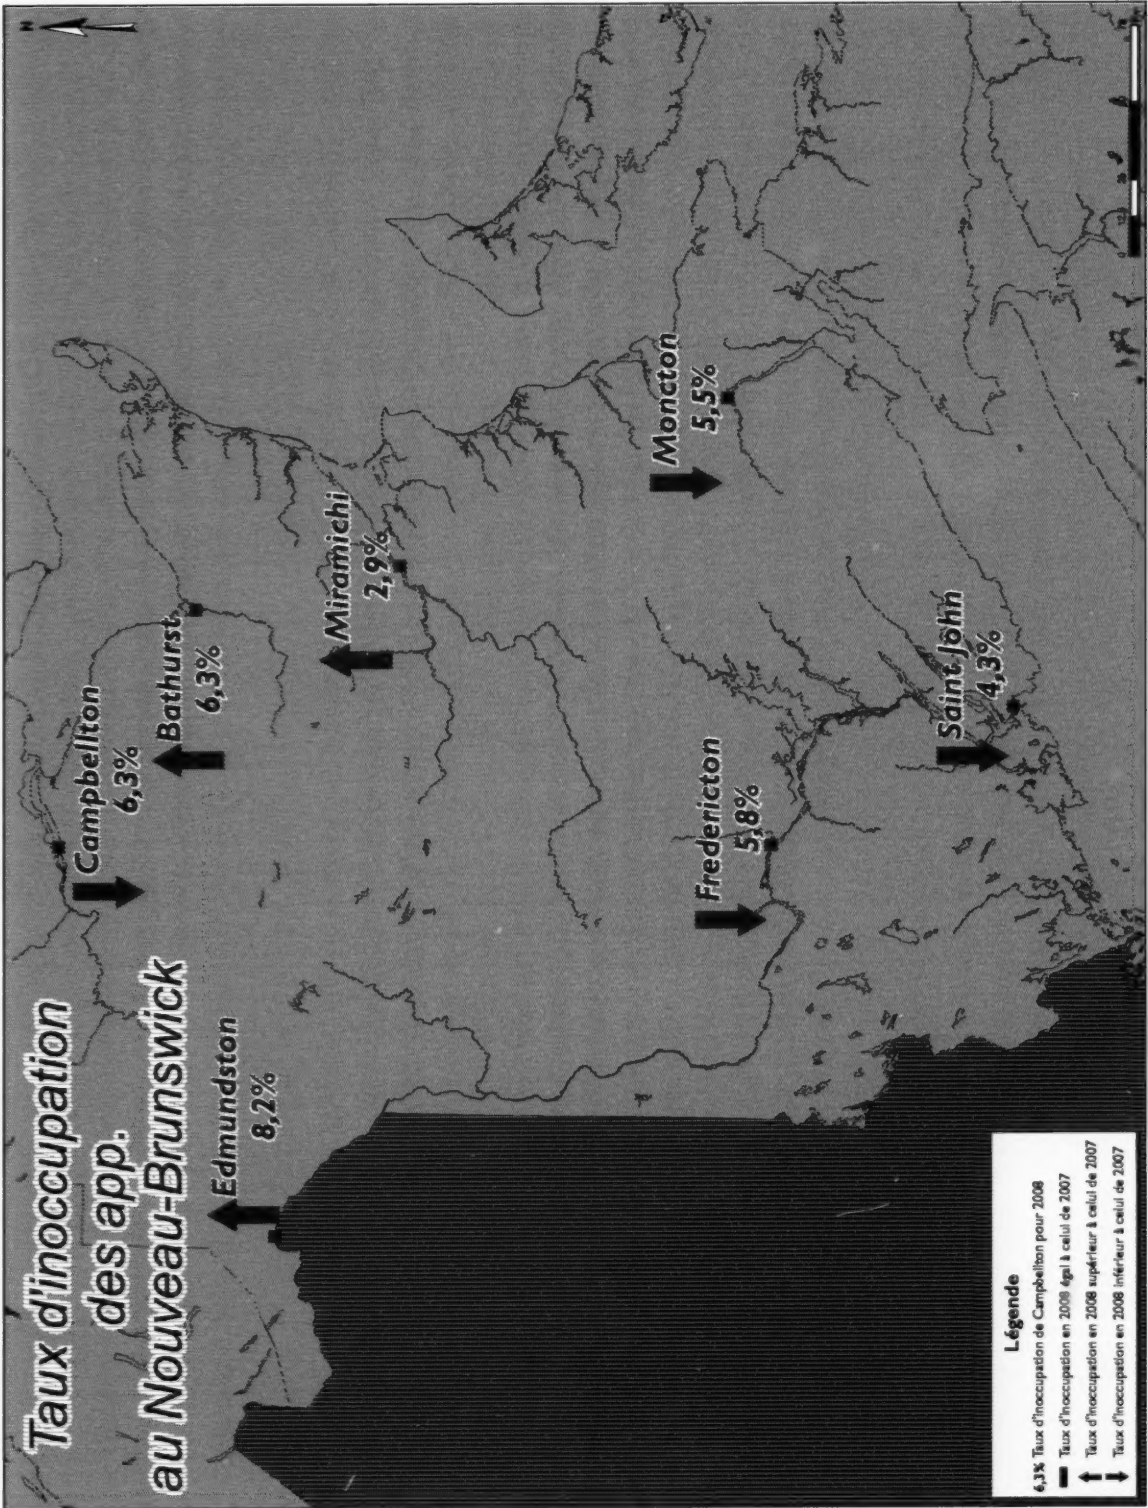 Taux d'inoccupation
des app.
au Nouveau-Brunswick
N
Campbellton
6,3%
Bathurst
6,3%
Edmundston
8,2%
Miramichi
2,9%
Moncton
5,5%
Fredericton
5,8%
Saint John
4,3%
Légende
6,3% Taux d'inoccupation de Campbellton pour 2008
Taux d'inoccupation en 2008 égal à celui de 2007
Taux d'inoccupation en 2008 supérieur à celui de 2007
Taux d'inoccupation en 2008 inférieur à celui de 2007